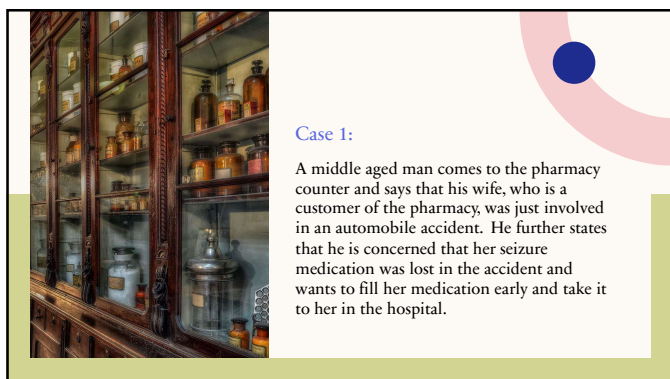 Case 1:
A middle aged man comes to the pharmacy
counter and says that his wife, who is a
customer of the pharmacy, was just involved
in an automobile accident.  He further states
that he is concerned that her seizure
medication was lost in the accident and
wants to fill her medication early and take it
to her in the hospital.